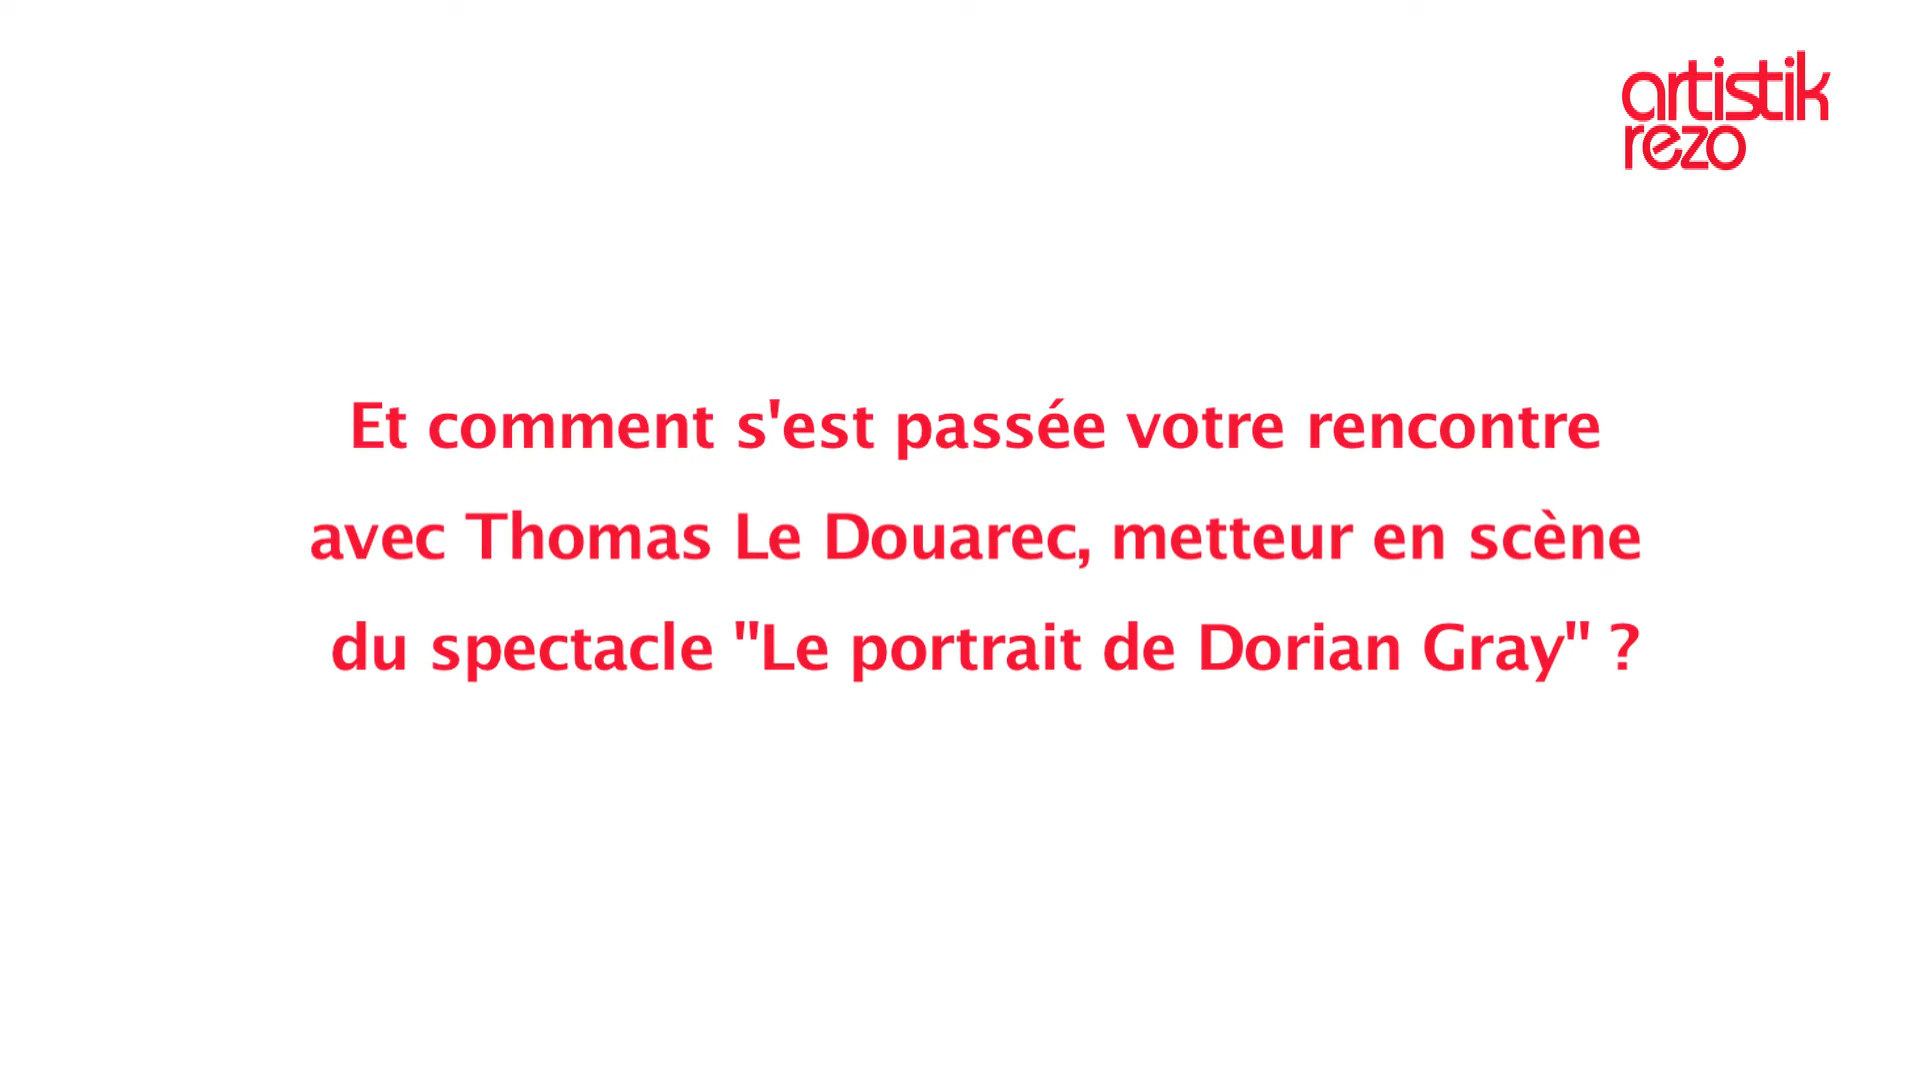 artistik
rezo
Et comment s'est passée votre rencontre
avec Thomas Le Douarec, metteur en scène
du spectacle "Le portrait de Dorian Gray" ?